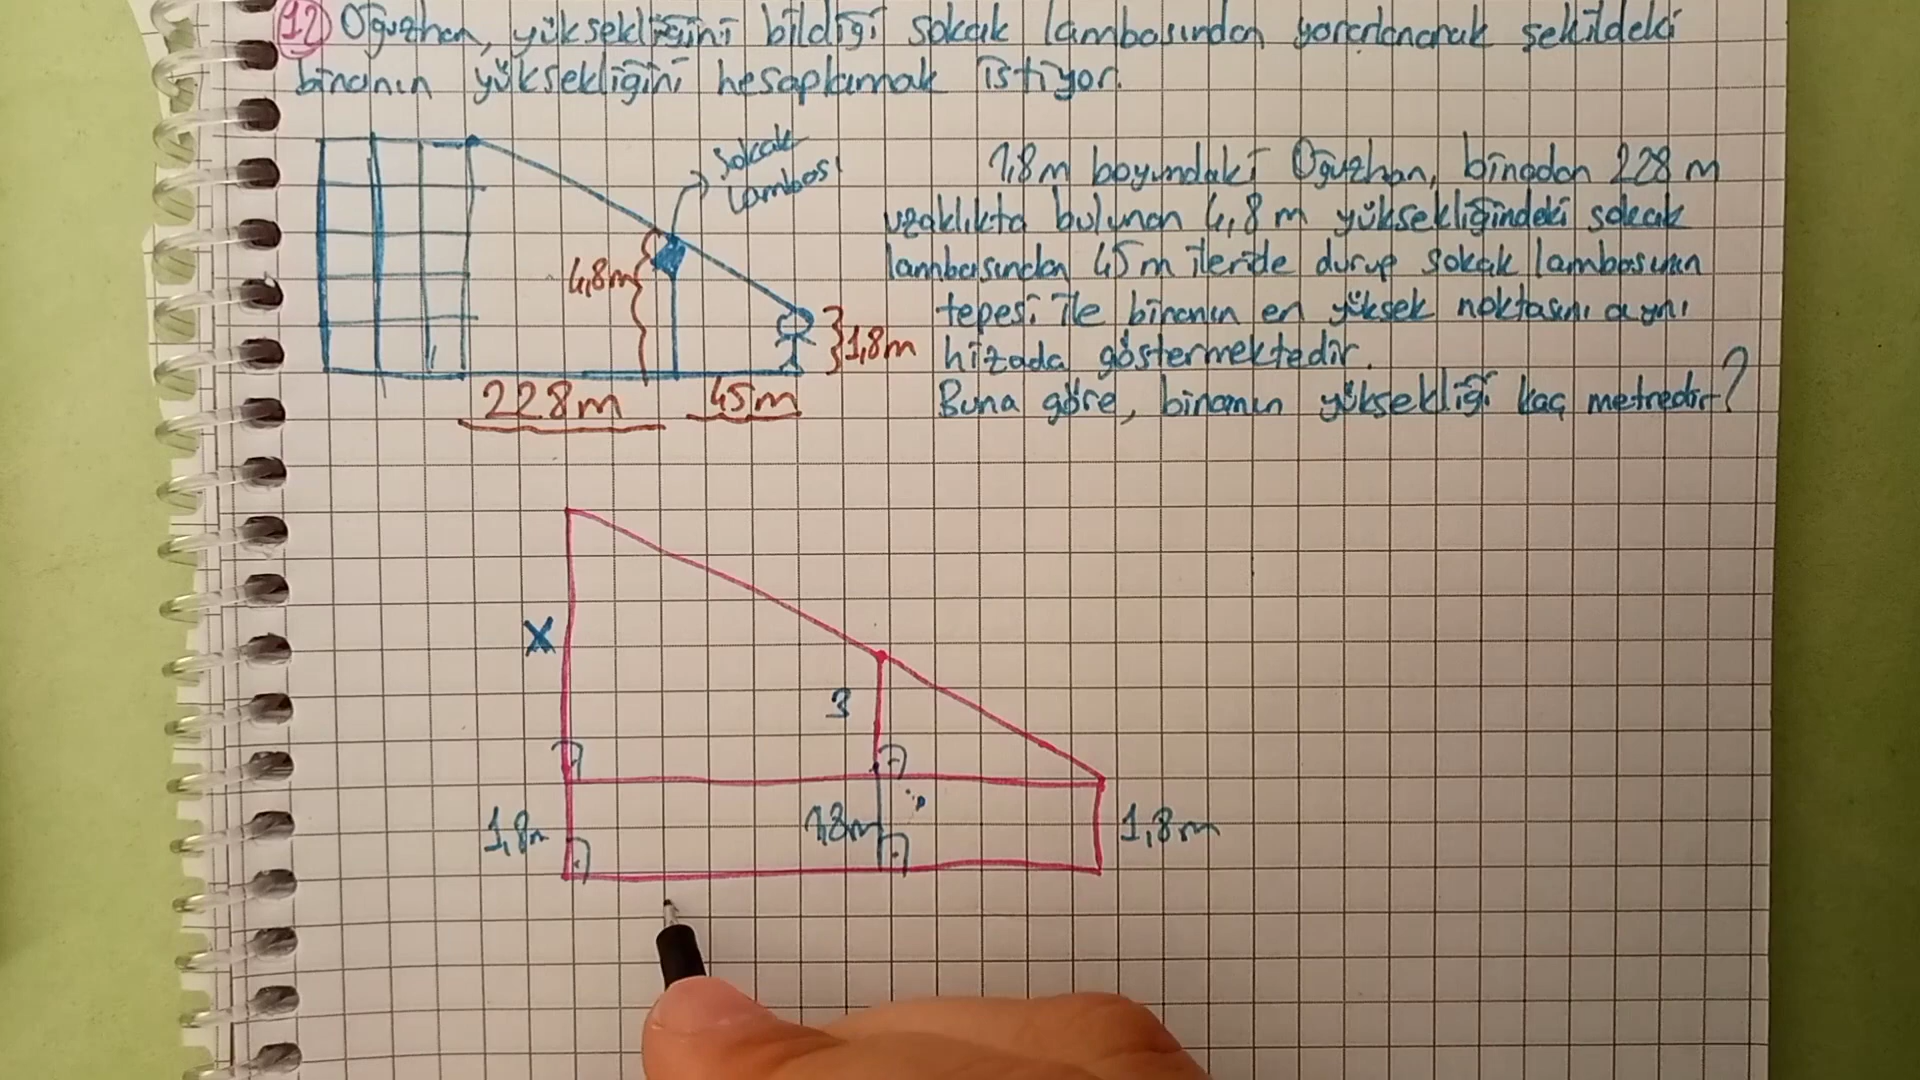 12) Oğuzhan, yüksekliğini bildiği sokak lambasından yararlanarak şekildeki
binanın yüksekliğini hesaplamak istiyor.
Sokak
Lambası
4,8m
1,8m
228m
45m
1,8m boyundaki Oğuzhan, binadan 228 m
uzaklıkta bulunan 4,8 m yüksekliğindeki sokak
lambasından 45 m ileride durup sokak lambasının
tepesi ile binanın en yüksek noktasını aynı
hizada göstermektedir.
Buna göre, binanın yüksekliği kaç metredir?
X
3
1,8m
1,8m
1,8m